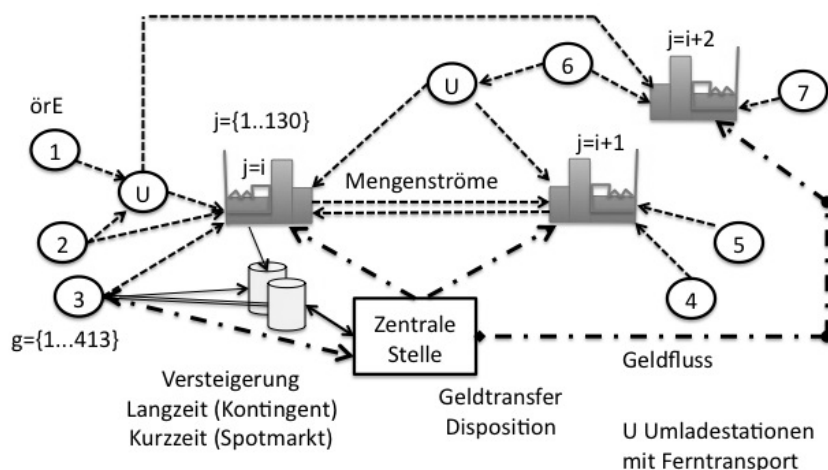 j=i+2
6
U
7
örE
j={1..130}
1
j=i
j=i+1
U
Mengenströme
2
5
3
4
g={1...413}
Zentrale
Stelle
Geldfluss
Versteigerung
Langzeit (Kontingent)
Kurzzeit (Spotmarkt)
Geldtransfer
Disposition
U Umladestationen
mit Ferntransport